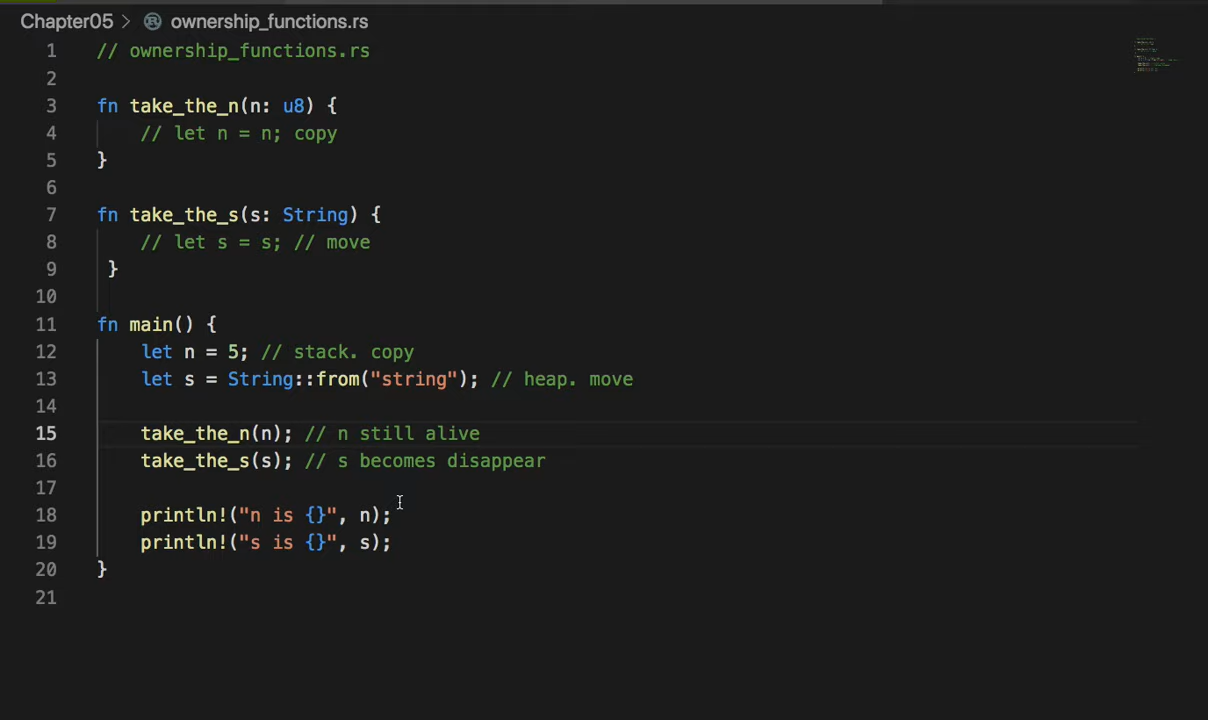 Chapter05 > ownership_functions.rs
1 // ownership_functions.rs
2
3 fn take_the_n(n: u8) {
4     // let n = n; copy
5 }
6
7 fn take_the_s(s: String) {
8     // let s = s; // move
9  }
10
11 fn main() {
12     let n = 5; // stack. copy
13     let s = String::from("string"); // heap. move
14
15     take_the_n(n); // n still alive
16     take_the_s(s); // s becomes disappear
17
18     println!("n is {}", n);
19     println!("s is {}", s);
20 }
21